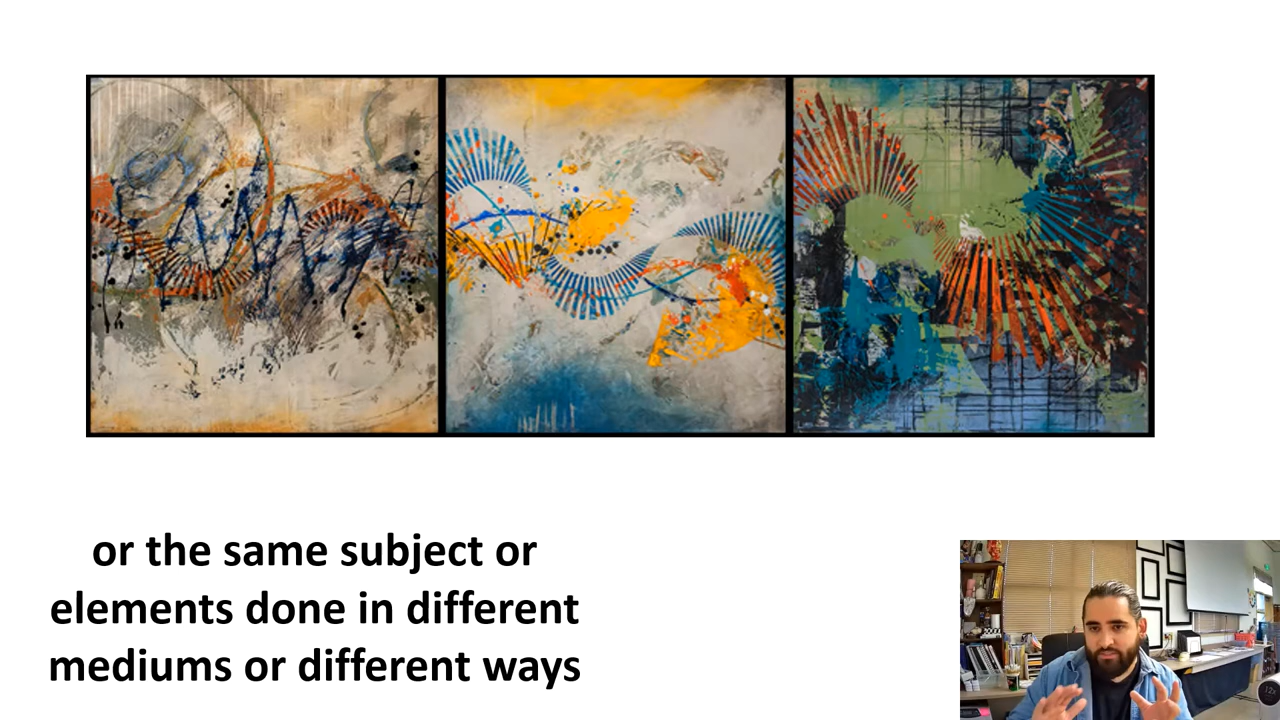 or the same subject or
elements done in different
mediums or different ways